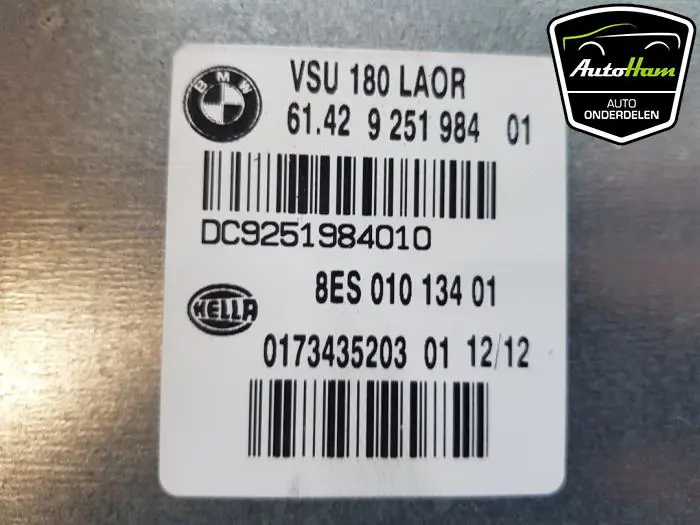 BMW
VSU 180 LAOR
61.42 9 251 984 01
DC9251984010
HELLA
8ES 010 134 01
0173435203 01 12/12
AutoHam
AUTO
ONDERDELEN